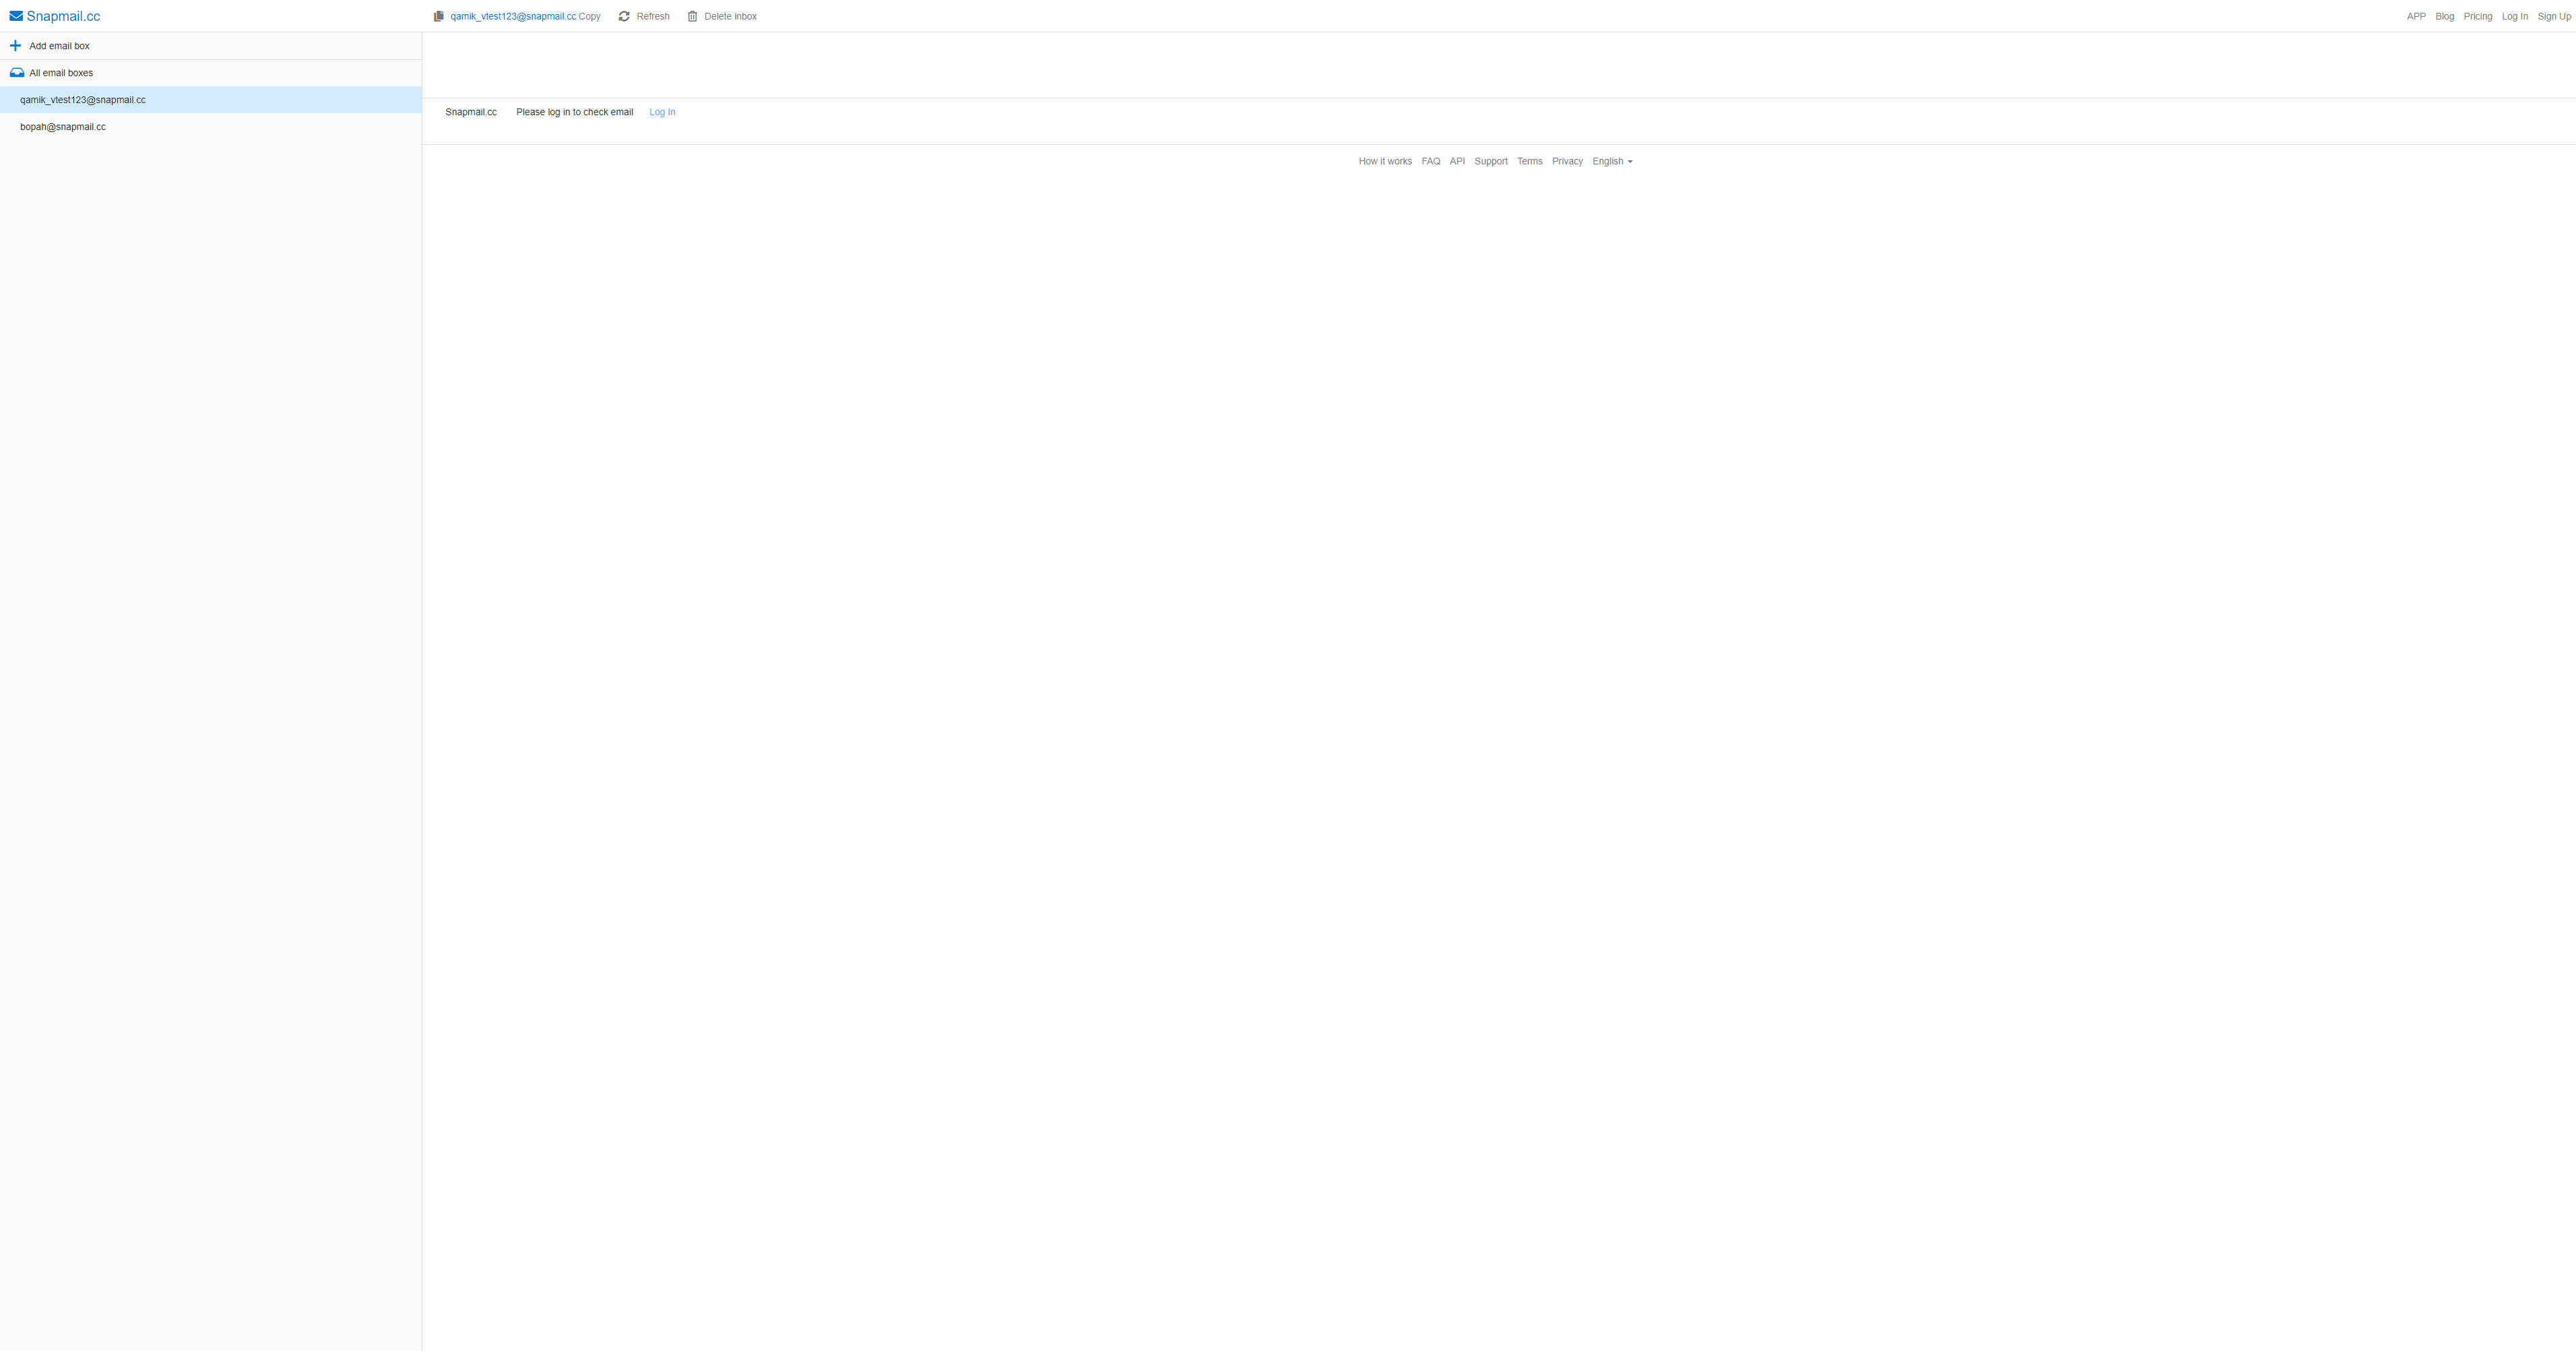 Snapmail.cc
qamik_vtest123@snapmail.cc Copy Refresh Delete inbox
APP Blog Pricing Log In Sign Up
Add email box
All email boxes
qamik_vtest123@snapmail.cc
bopah@snapmail.cc
Snapmail.cc Please log in to check email Log In
How it works FAQ API Support Terms Privacy English